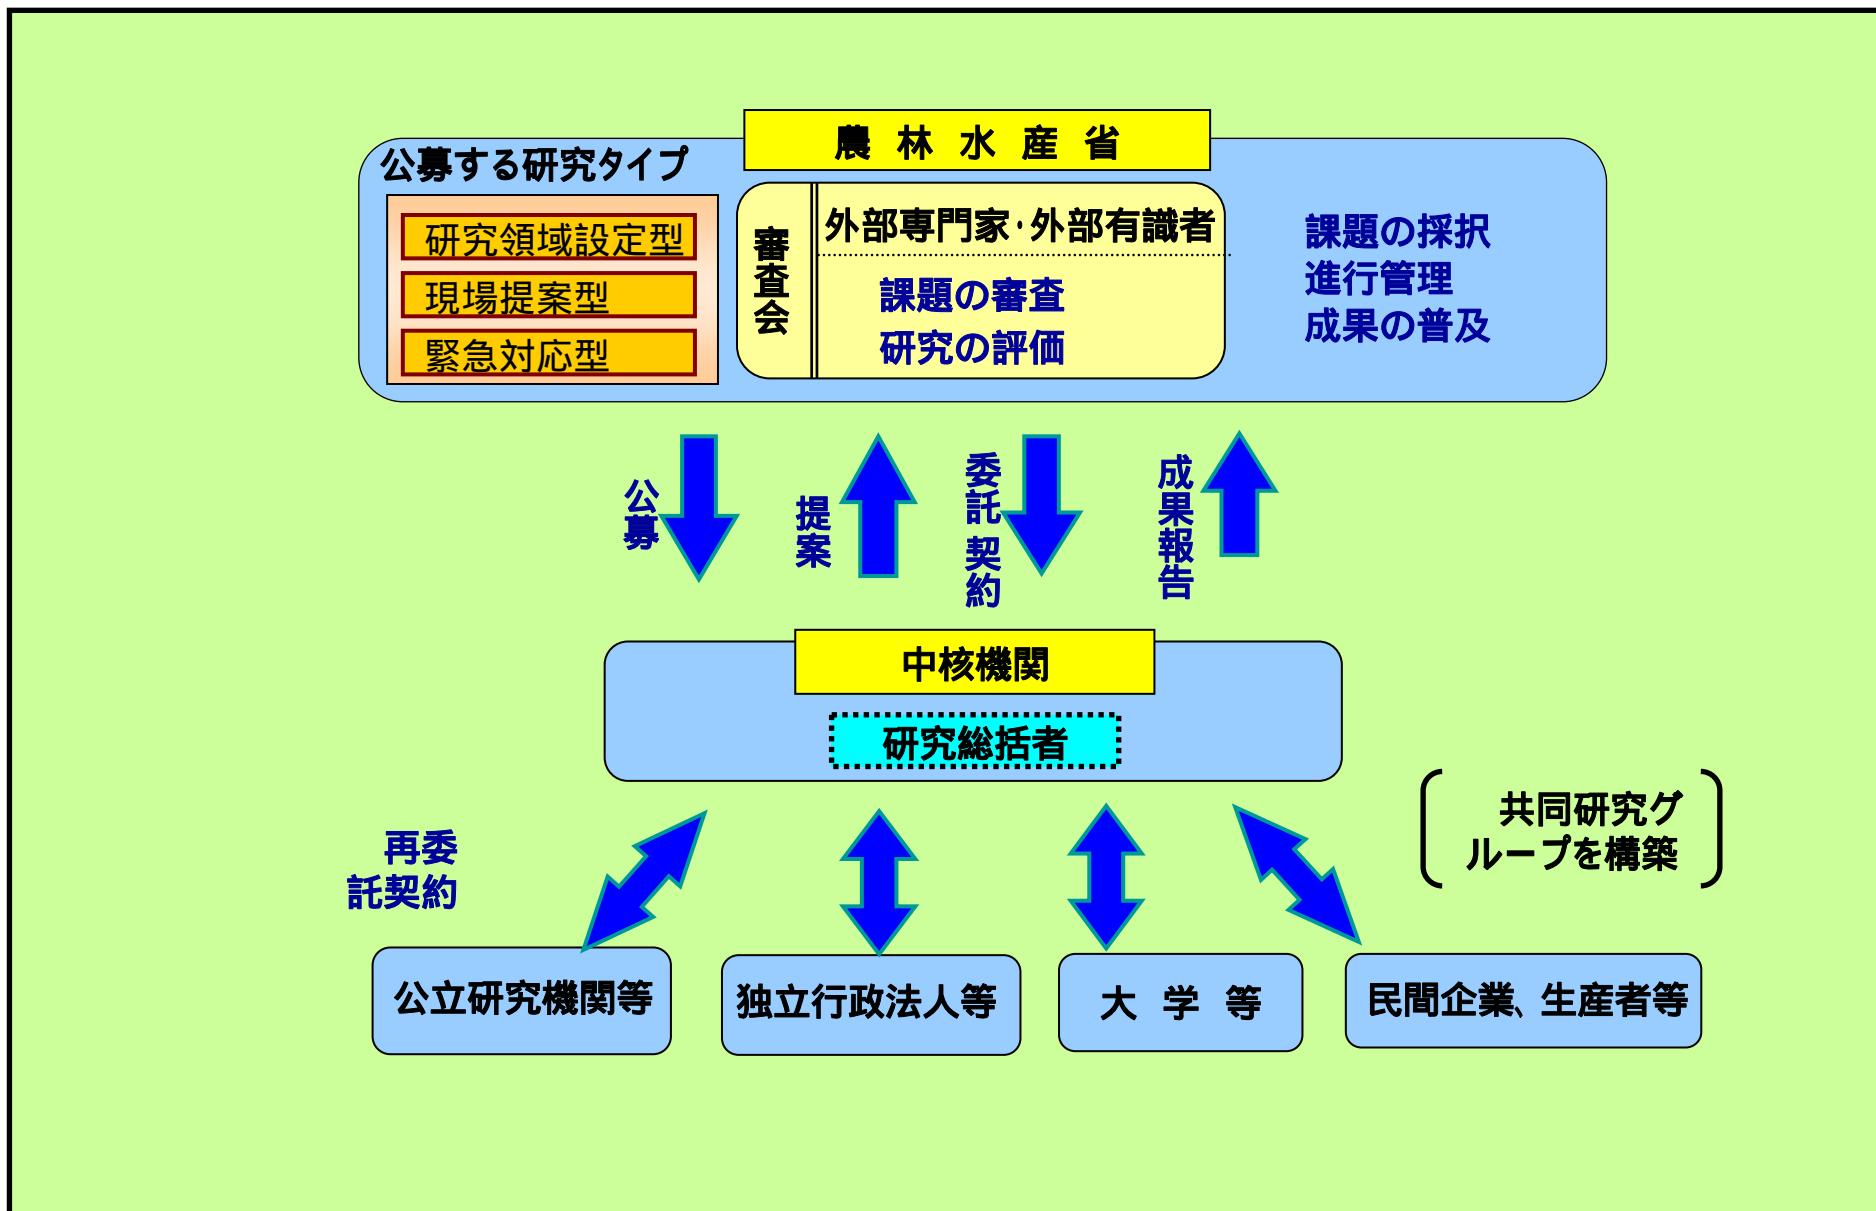 農 林 水 産 省
公募する研究タイプ
研究領域設定型
現場提案型
緊急対応型
審査会
外部専門家・外部有識者
課題の審査
研究の評価
課題の採択
進行管理
成果の普及
公募
提案
委託契約
成果報告
中核機関
研究総括者
再委
託契約
共同研究グ
ループを構築
公立研究機関等
独立行政法人等
大 学 等
民間企業、生産者等